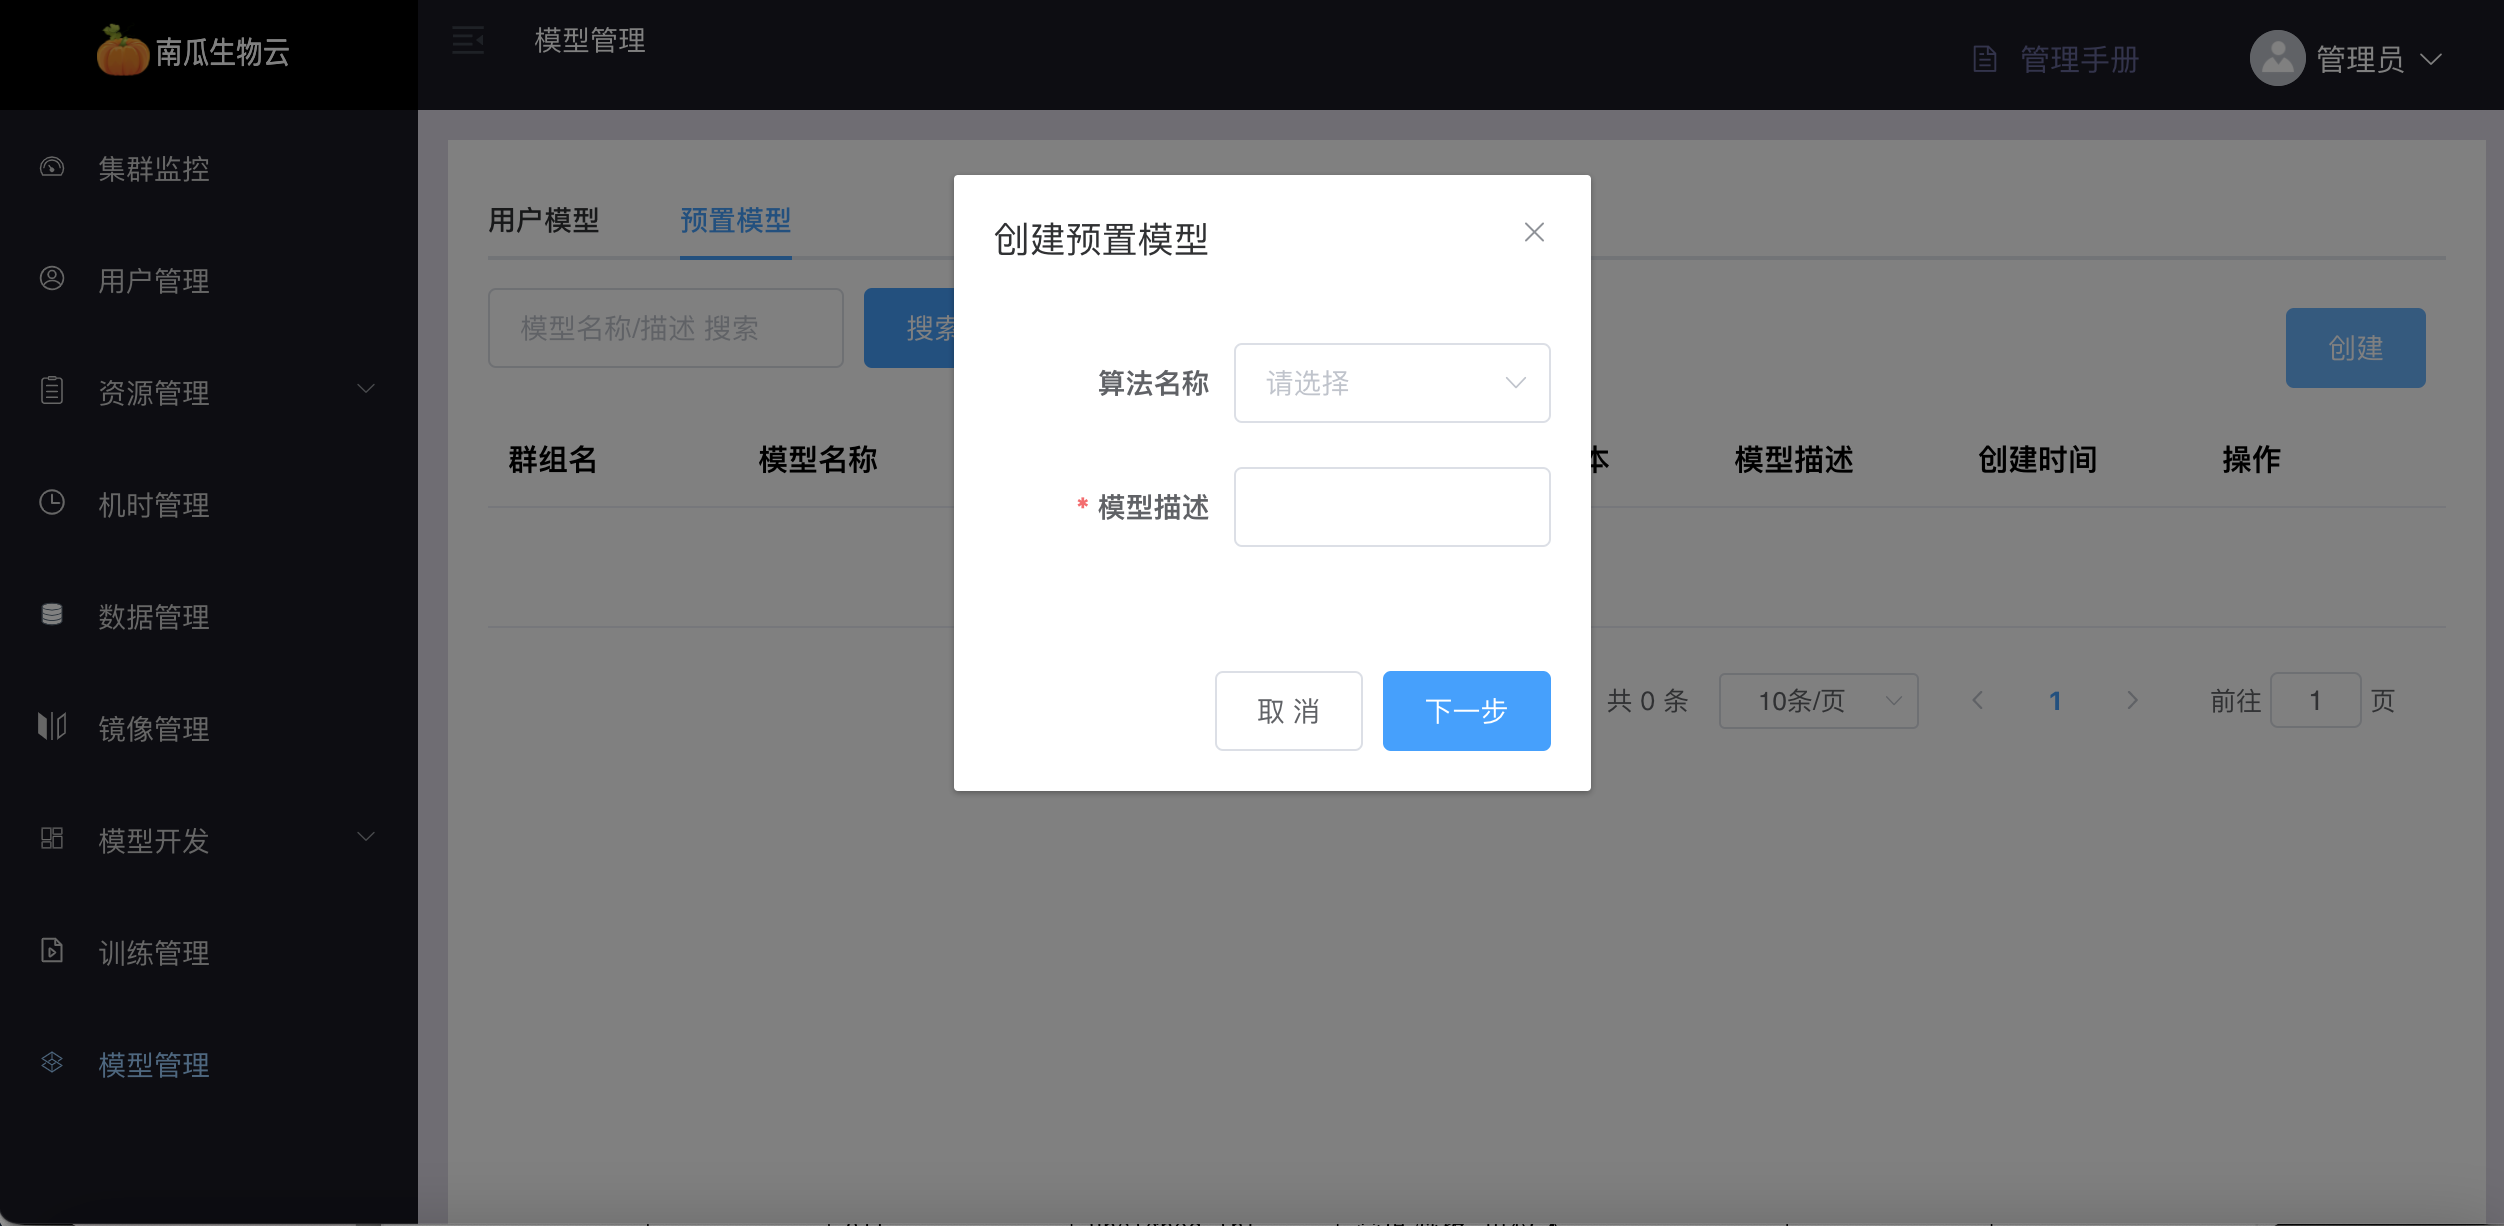 南瓜生物云
模型管理
管理手册
管理员
集群监控
用户管理
资源管理
机时管理
数据管理
镜像管理
模型开发
训练管理
模型管理
用户模型
预置模型
模型名称/描述 搜索
搜索
创建
群组名
模型名称
本
模型描述
创建时间
操作
共 0 条
10条/页
1
前往 1 页
创建预置模型
算法名称
请选择
* 模型描述
取 消
下一步